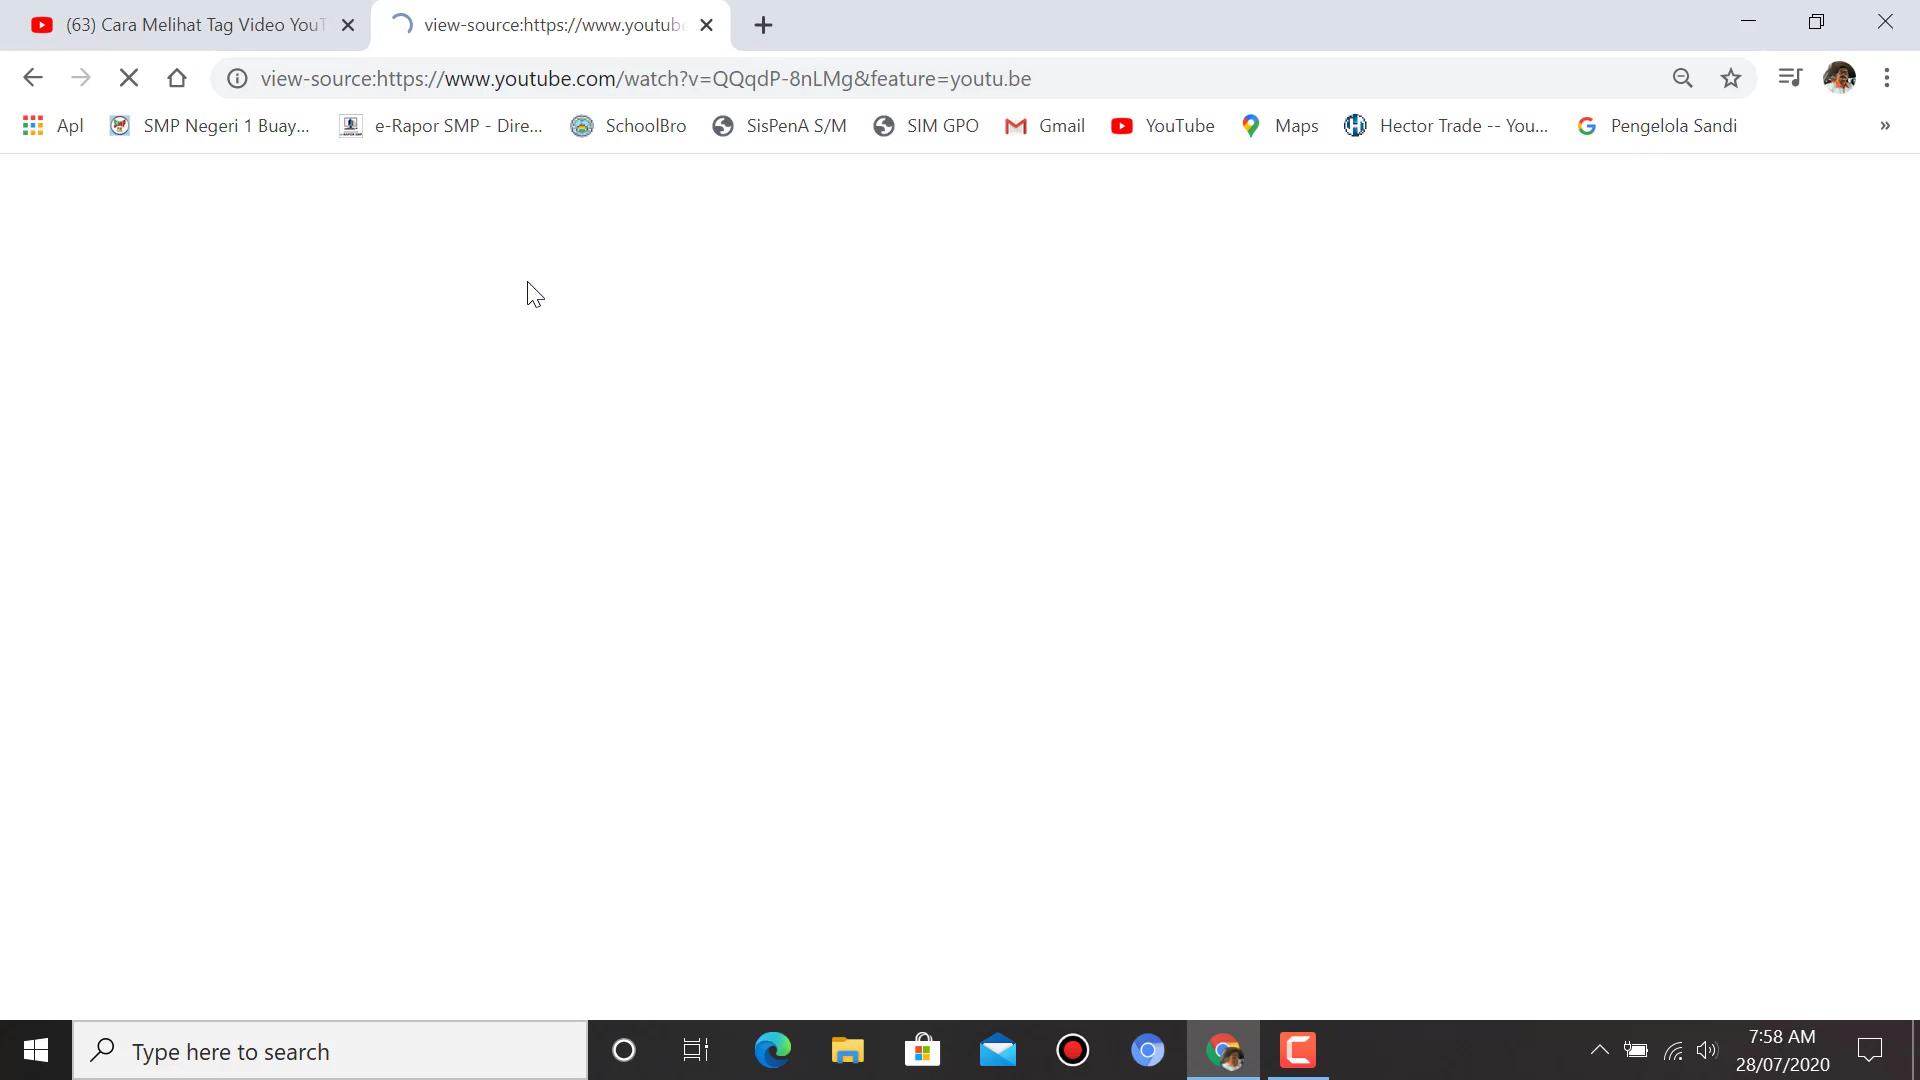 (63) Cara Melihat Tag Video YouT
view-source:https://www.youtube
view-source:https://www.youtube.com/watch?v=QQqdP-8nLMg&feature=youtu.be
Apl
SMP Negeri 1 Buay...
e-Rapor SMP - Dire...
SchoolBro
SisPenA S/M
SIM GPO
Gmail
YouTube
Maps
Hector Trade -- You...
Pengelola Sandi
Type here to search
7:58 AM
28/07/2020